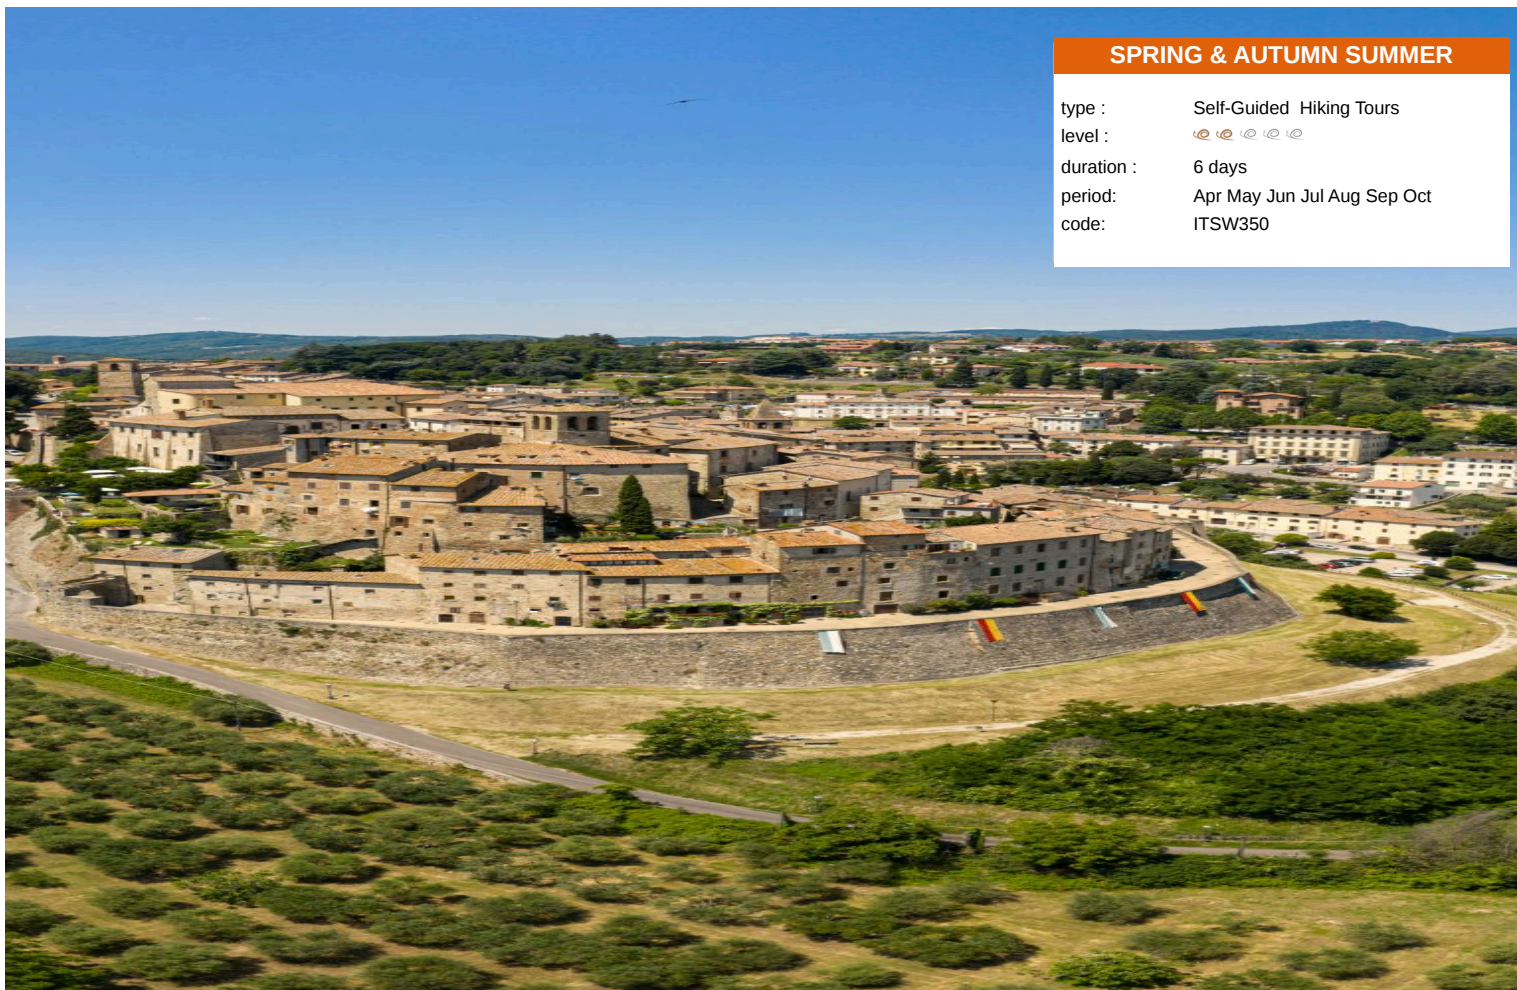 SPRING & AUTUMN SUMMER
type : Self-Guided  Hiking Tours
level :
duration : 6 days
period: Apr May Jun Jul Aug Sep Oct
code: ITSW350